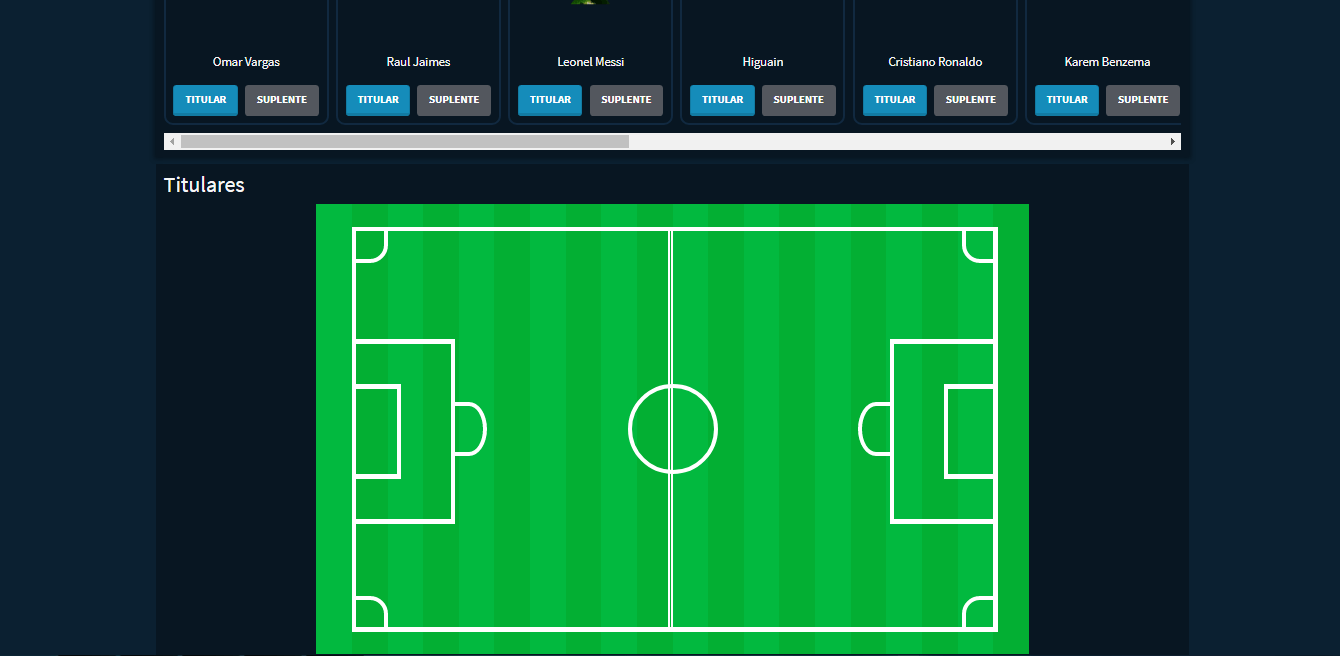 Omar Vargas Raul Jaimes Leonel Messi Higuain Cristiano Ronaldo Karem Benzema
TITULAR SUPLENTE TITULAR SUPLENTE TITULAR SUPLENTE TITULAR SUPLENTE TITULAR SUPLENTE TITULAR SUPLENTE
Titulares